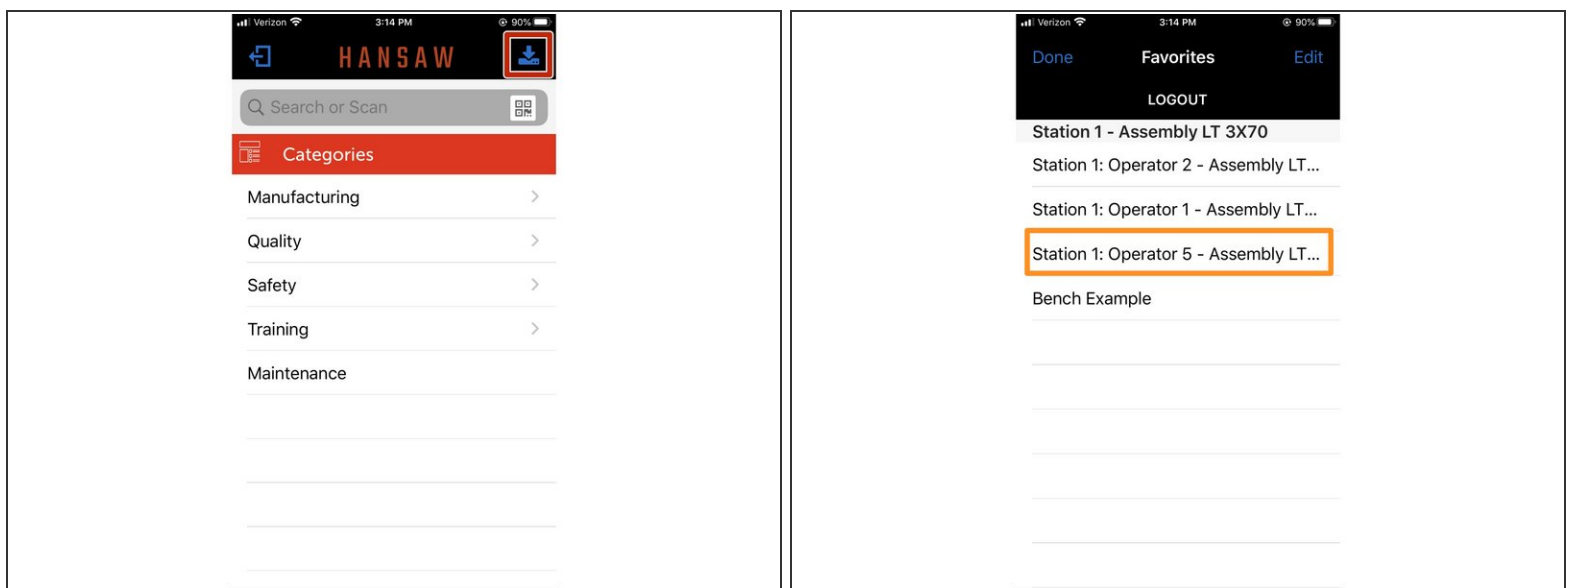 Verizon 3:14 PM 90%
HANSAW
Search or Scan
Categories
Manufacturing
Quality
Safety
Training
Maintenance
Verizon 3:14 PM 90%
Done Favorites Edit
LOGOUT
Station 1 - Assembly LT 3X70
Station 1: Operator 2 - Assembly LT...
Station 1: Operator 1 - Assembly LT...
Station 1: Operator 5 - Assembly LT...
Bench Example